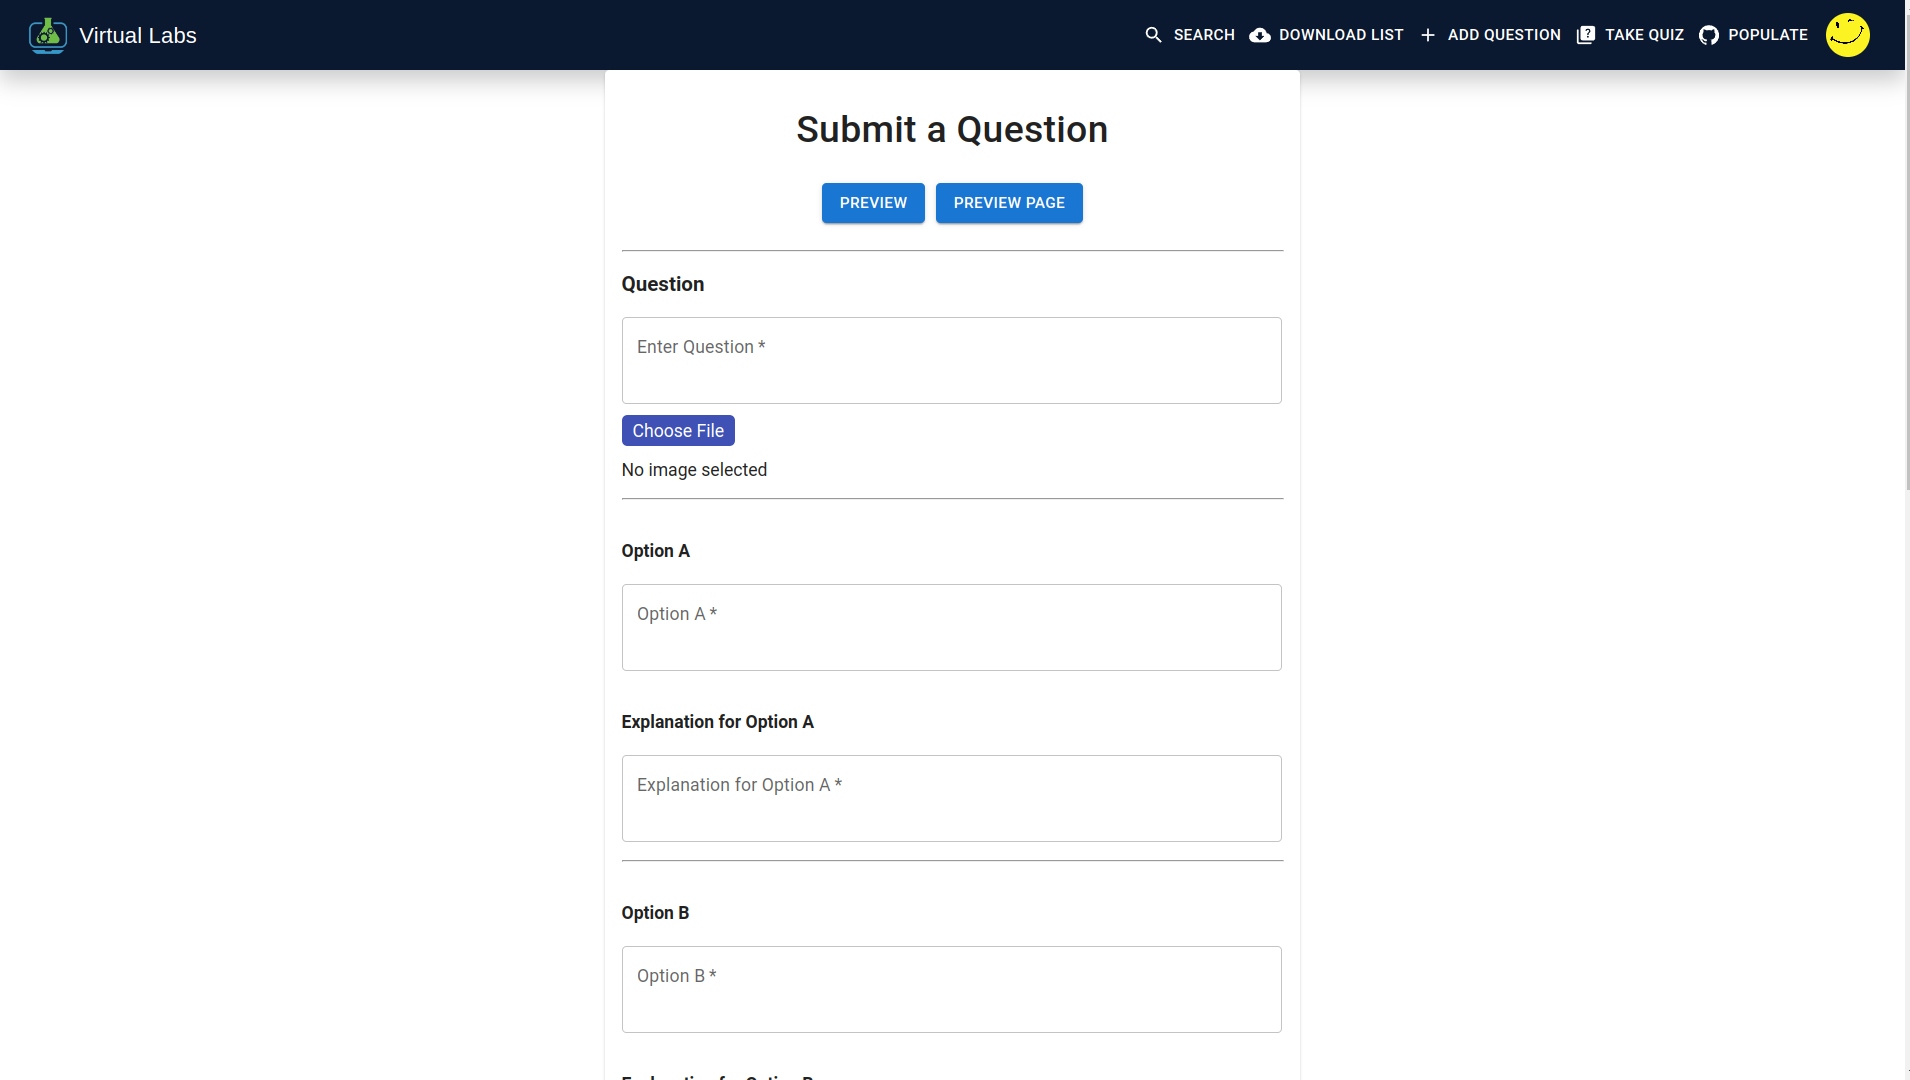 Virtual Labs
SEARCH
DOWNLOAD LIST
ADD QUESTION
TAKE QUIZ
POPULATE
Submit a Question
PREVIEW
PREVIEW PAGE
Question
Enter Question *
Choose File
No image selected
Option A
Option A *
Explanation for Option A
Explanation for Option A *
Option B
Option B *